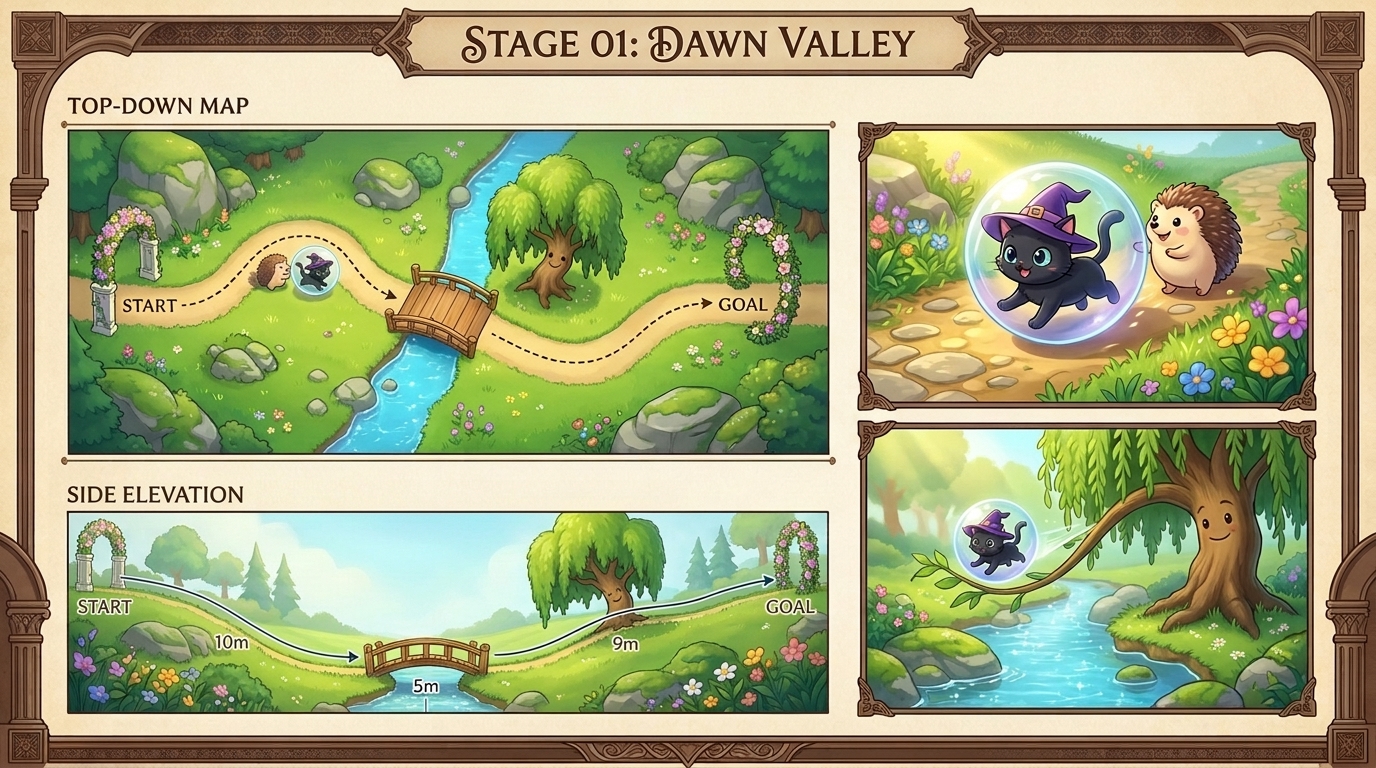 STAGE 01: DAWN VALLEY
TOP-DOWN MAP
START
GOAL
SIDE ELEVATION
START
GOAL
10m
9m
5m